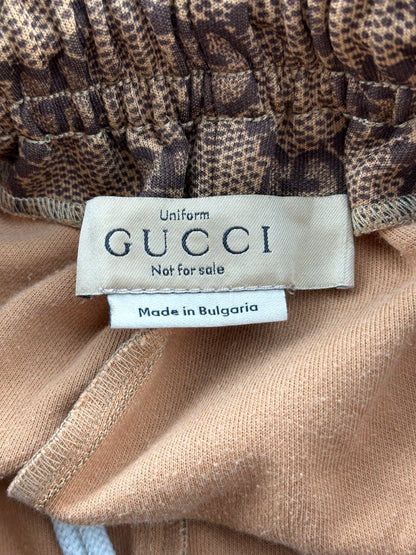 Uniform
GUCCI
Not for sale
Made in Bulgaria